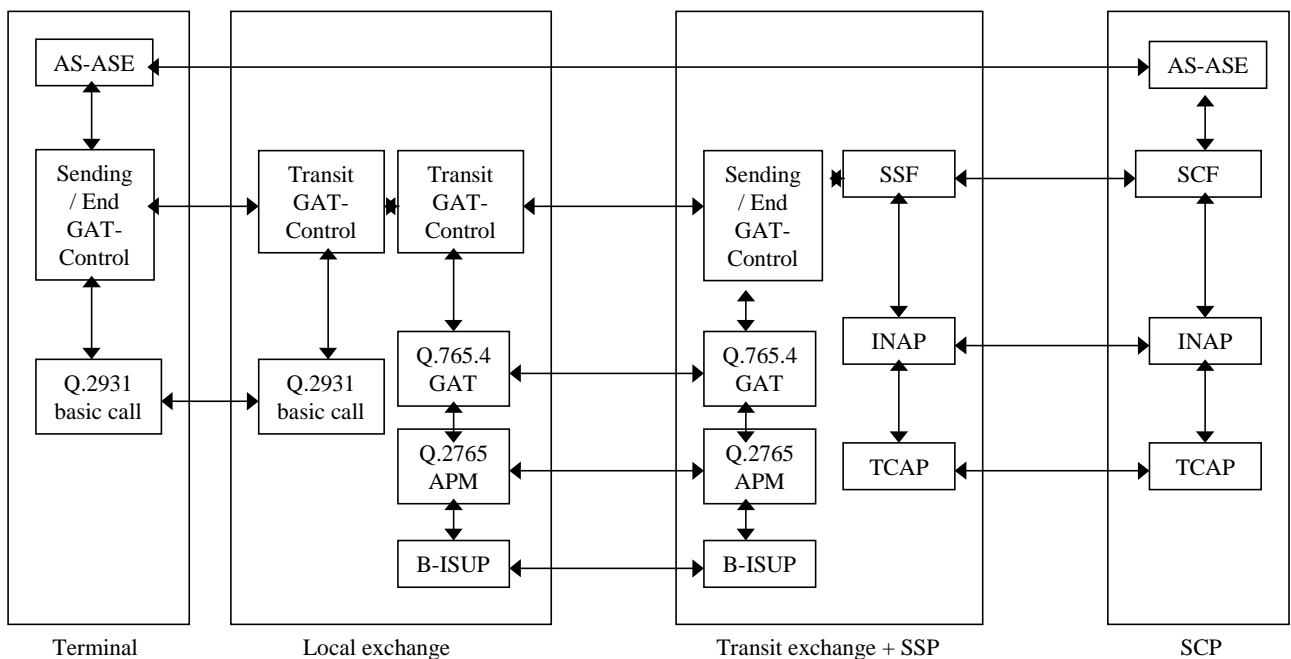 AS-ASE
AS-ASE
Sending
/ End
GAT-
Control
Transit
GAT-
Control
Transit
GAT-
Control
Sending
/ End
GAT-
Control
SSF
SCF
Q.765.4
GAT
Q.765.4
GAT
INAP
INAP
Q.2931
basic call
Q.2931
basic call
Q.2765
APM
Q.2765
APM
TCAP
TCAP
B-ISUP
B-ISUP
Terminal
Local exchange
Transit exchange + SSP
SCP